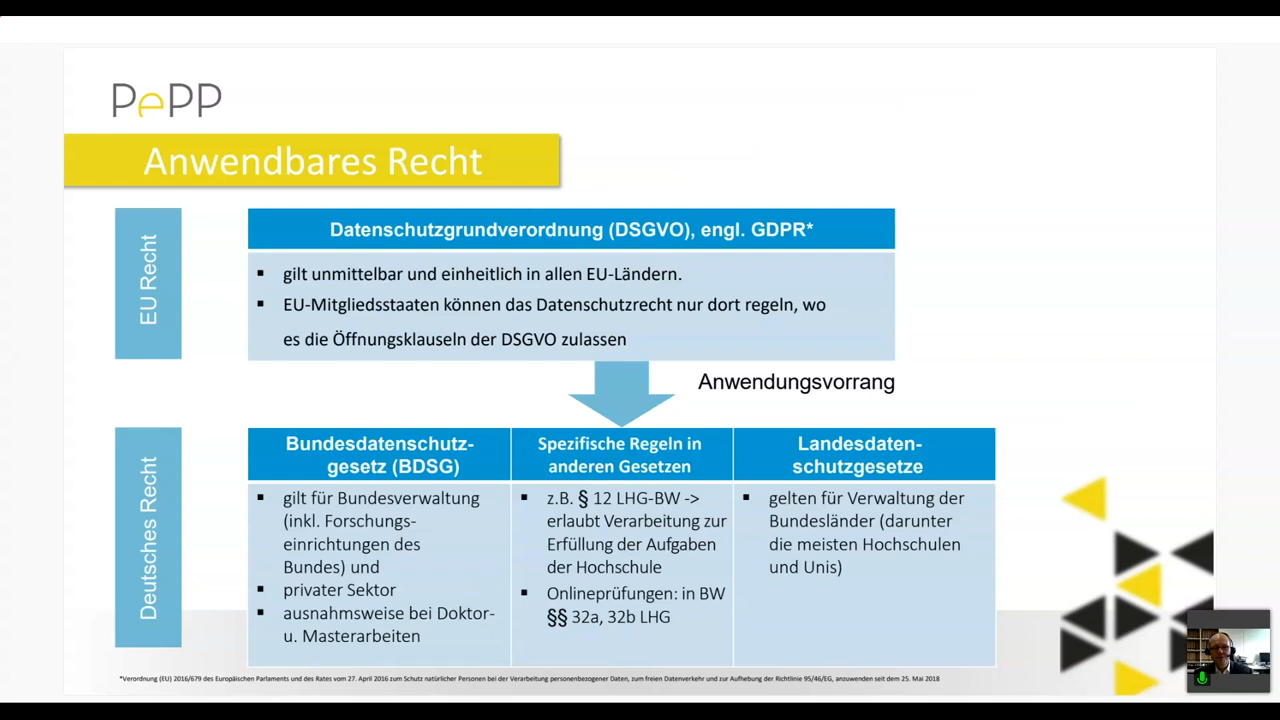 PePP
Anwendbares Recht
EU Recht
Datenschutzgrundverordnung (DSGVO), engl. GDPR*
▪ gilt unmittelbar und einheitlich in allen EU-Ländern.
▪ EU-Mitgliedsstaaten können das Datenschutzrecht nur dort regeln, wo
es die Öffnungsklauseln der DSGVO zulassen
Anwendungsvorrang
Deutsches Recht
Bundesdatenschutz-
gesetz (BDSG)
▪ gilt für Bundesverwaltung
(inkl. Forschungs-
einrichtungen des
Bundes) und
▪ privater Sektor
▪ ausnahmsweise bei Doktor-
u. Masterarbeiten
Spezifische Regeln in
anderen Gesetzen
▪ z.B. § 12 LHG-BW ->
erlaubt Verarbeitung zur
Erfüllung der Aufgaben
der Hochschule
▪ Onlineprüfungen: in BW
§§ 32a, 32b LHG
Landesdaten-
schutzgesetze
▪ gelten für Verwaltung der
Bundesländer (darunter
die meisten Hochschulen
und Unis)
*Verordnung (EU) 2016/679 des Europäischen Parlaments und des Rates vom 27. April 2016 zum Schutz natürlicher Personen bei der Verarbeitung personenbezogener Daten, zum freien Datenverkehr und zur Aufhebung der Richtlinie 95/46/EG, anzuwenden seit dem 25. Mai 2018